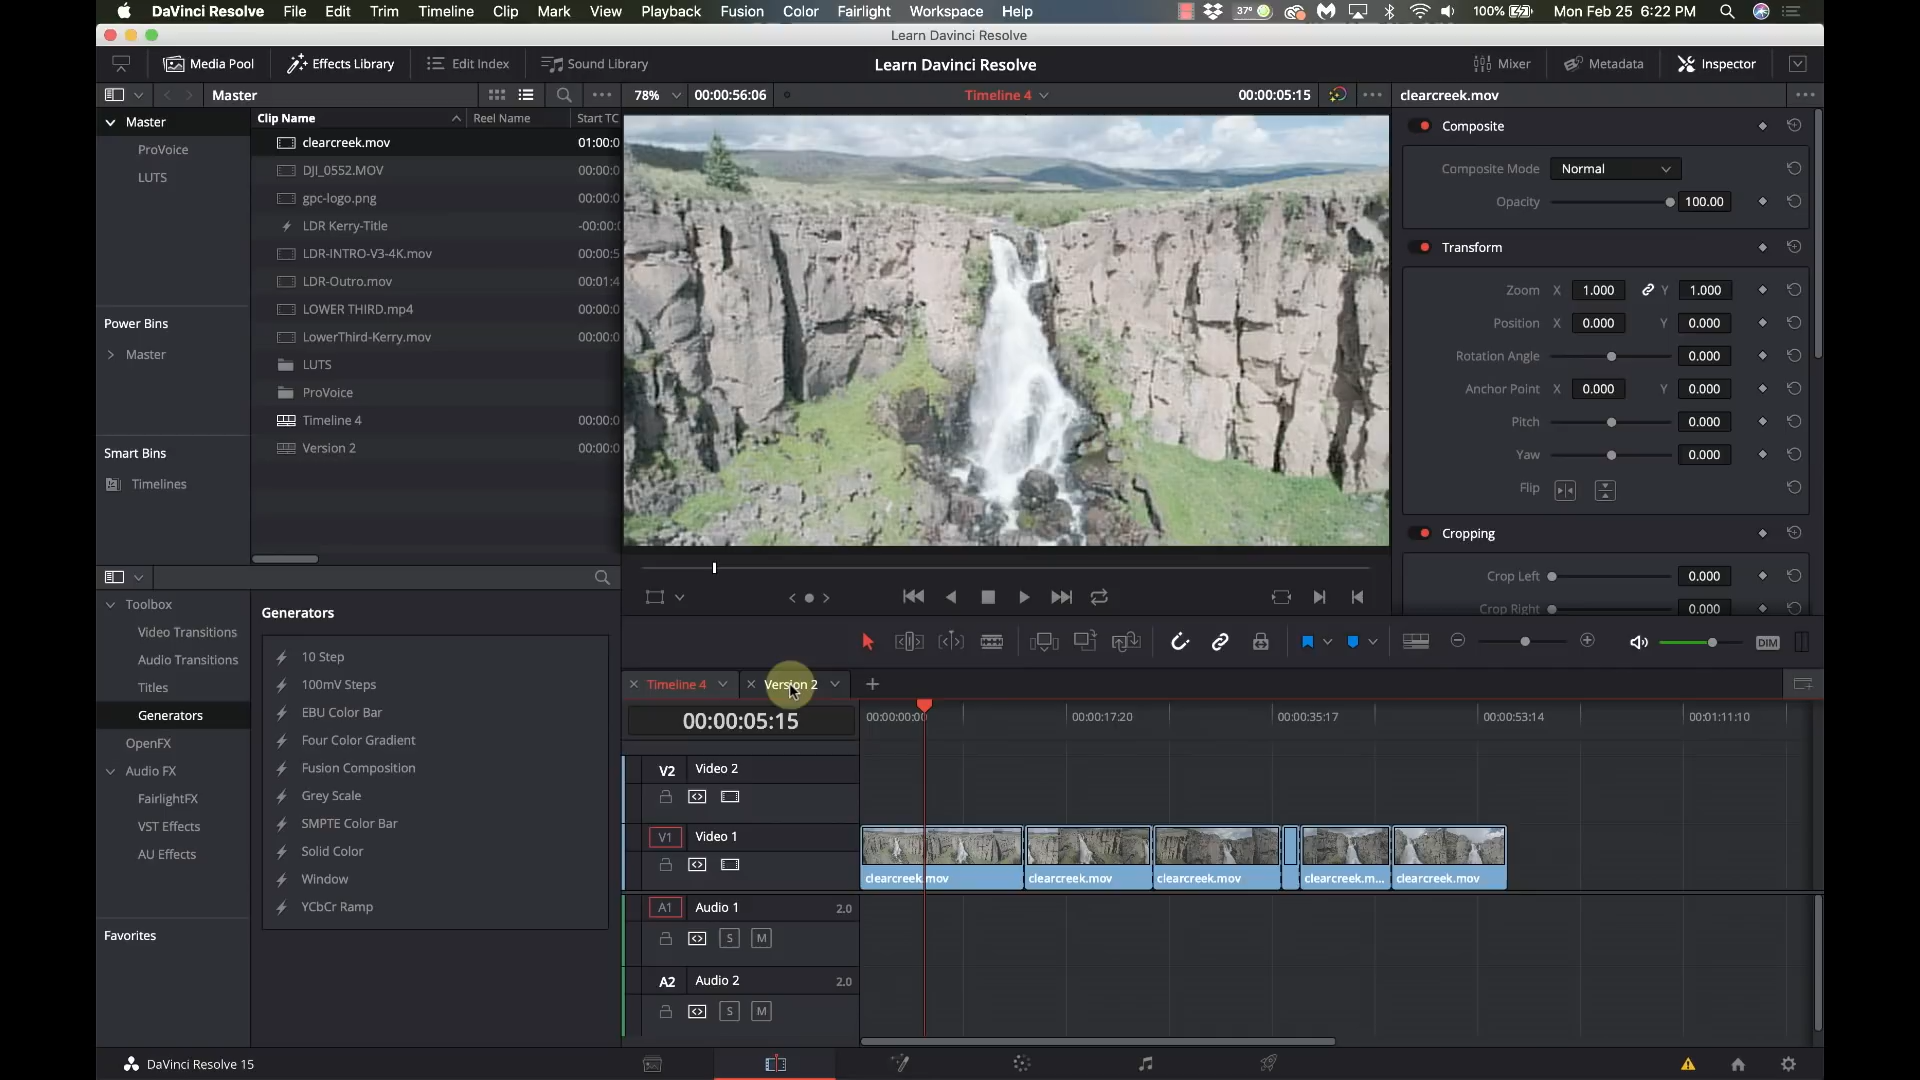 DaVinci Resolve File Edit Trim Timeline Clip Mark View Playback Fusion Color Fairlight Workspace Help 37° 100% Mon Feb 25 6:22 PM
Learn Davinci Resolve
Media Pool Effects Library Edit Index Sound Library Learn Davinci Resolve Mixer Metadata Inspector
Master 78% 00:00:56:06 Timeline 4 00:00:05:15 clearcreek.mov
Master
ProVoice
LUTS
Power Bins
Master
Smart Bins
Timelines
Clip Name Reel Name Start TC
clearcreek.mov 01:00:0
DJI_0552.MOV 00:00:0
gpc-logo.png 00:00:0
LDR Kerry-Title -00:00:
LDR-INTRO-V3-4K.mov 00:00:5
LDR-Outro.mov 00:01:4
LOWER THIRD.mp4 00:00:0
LowerThird-Kerry.mov 00:00:0
LUTS
ProVoice
Timeline 4 00:00:0
Version 2 00:00:0
Composite
Composite Mode Normal
Opacity 100.00
Transform
Zoom X 1.000 Y 1.000
Position X 0.000 Y 0.000
Rotation Angle 0.000
Anchor Point X 0.000 Y 0.000
Pitch 0.000
Yaw 0.000
Flip
Cropping
Crop Left 0.000
Crop Right 0.000
Toolbox
Video Transitions
Audio Transitions
Titles
Generators
OpenFX
Audio FX
FairlightFX
VST Effects
AU Effects
Favorites
Generators
10 Step
100mV Steps
EBU Color Bar
Four Color Gradient
Fusion Composition
Grey Scale
SMPTE Color Bar
Solid Color
Window
YCbCr Ramp
DIM
Timeline 4 Version 2
00:00:05:15 00:00:00:00 00:00:17:20 00:00:35:17 00:00:53:14 00:01:11:10
V2 Video 2
V1 Video 1
clearcreek.mov clearcreek.mov clearcreek.mov clearcreek.m... clearcreek.mov
A1 Audio 1 2.0
S M
A2 Audio 2 2.0
S M
DaVinci Resolve 15